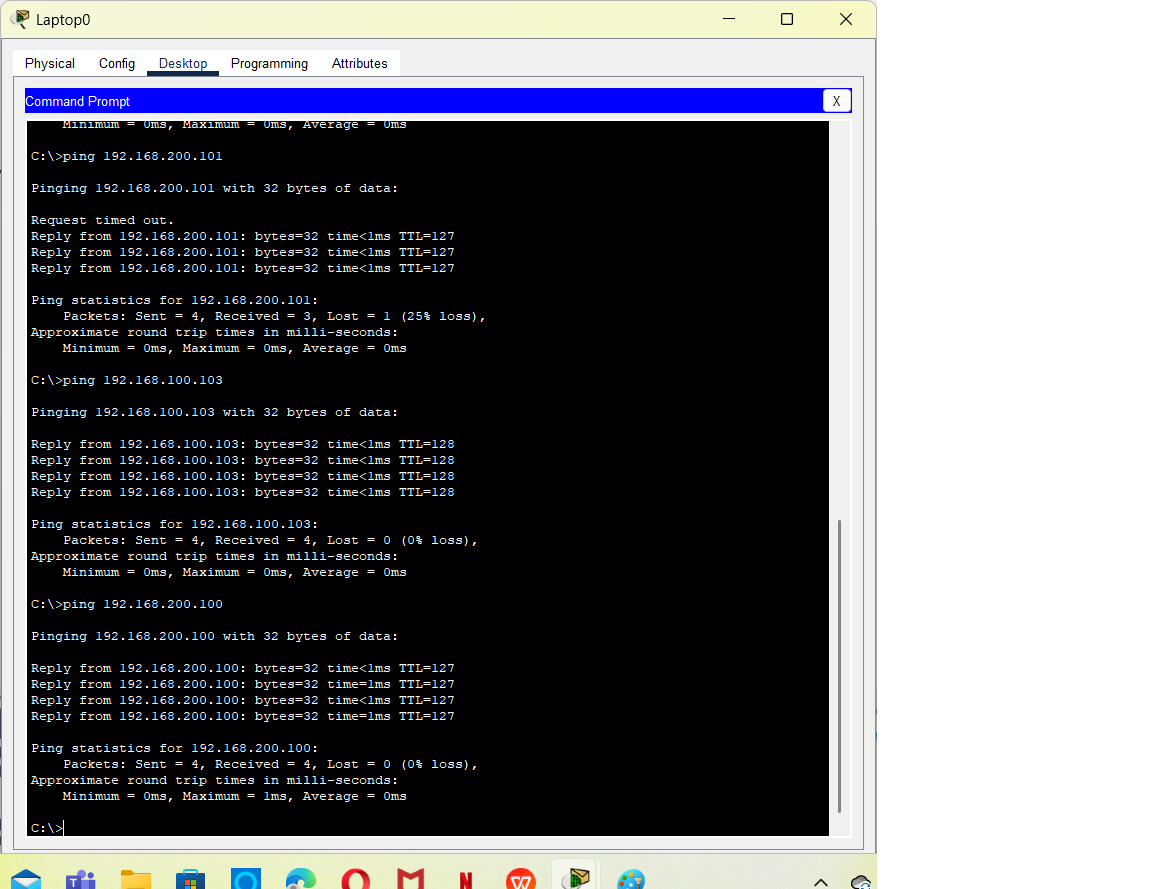 Laptop0
Physical Config Desktop Programming Attributes
Command Prompt X
Minimum = 0ms, Maximum = 0ms, Average = 0ms
C:\>ping 192.168.200.101
Pinging 192.168.200.101 with 32 bytes of data:
Request timed out.
Reply from 192.168.200.101: bytes=32 time<1ms TTL=127
Reply from 192.168.200.101: bytes=32 time<1ms TTL=127
Reply from 192.168.200.101: bytes=32 time<1ms TTL=127
Ping statistics for 192.168.200.101:
Packets: Sent = 4, Received = 3, Lost = 1 (25% loss),
Approximate round trip times in milli-seconds:
Minimum = 0ms, Maximum = 0ms, Average = 0ms
C:\>ping 192.168.100.103
Pinging 192.168.100.103 with 32 bytes of data:
Reply from 192.168.100.103: bytes=32 time<1ms TTL=128
Reply from 192.168.100.103: bytes=32 time<1ms TTL=128
Reply from 192.168.100.103: bytes=32 time<1ms TTL=128
Reply from 192.168.100.103: bytes=32 time<1ms TTL=128
Ping statistics for 192.168.100.103:
Packets: Sent = 4, Received = 4, Lost = 0 (0% loss),
Approximate round trip times in milli-seconds:
Minimum = 0ms, Maximum = 0ms, Average = 0ms
C:\>ping 192.168.200.100
Pinging 192.168.200.100 with 32 bytes of data:
Reply from 192.168.200.100: bytes=32 time<1ms TTL=127
Reply from 192.168.200.100: bytes=32 time=1ms TTL=127
Reply from 192.168.200.100: bytes=32 time<1ms TTL=127
Reply from 192.168.200.100: bytes=32 time=1ms TTL=127
Ping statistics for 192.168.200.100:
Packets: Sent = 4, Received = 4, Lost = 0 (0% loss),
Approximate round trip times in milli-seconds:
Minimum = 0ms, Maximum = 1ms, Average = 0ms
C:\>